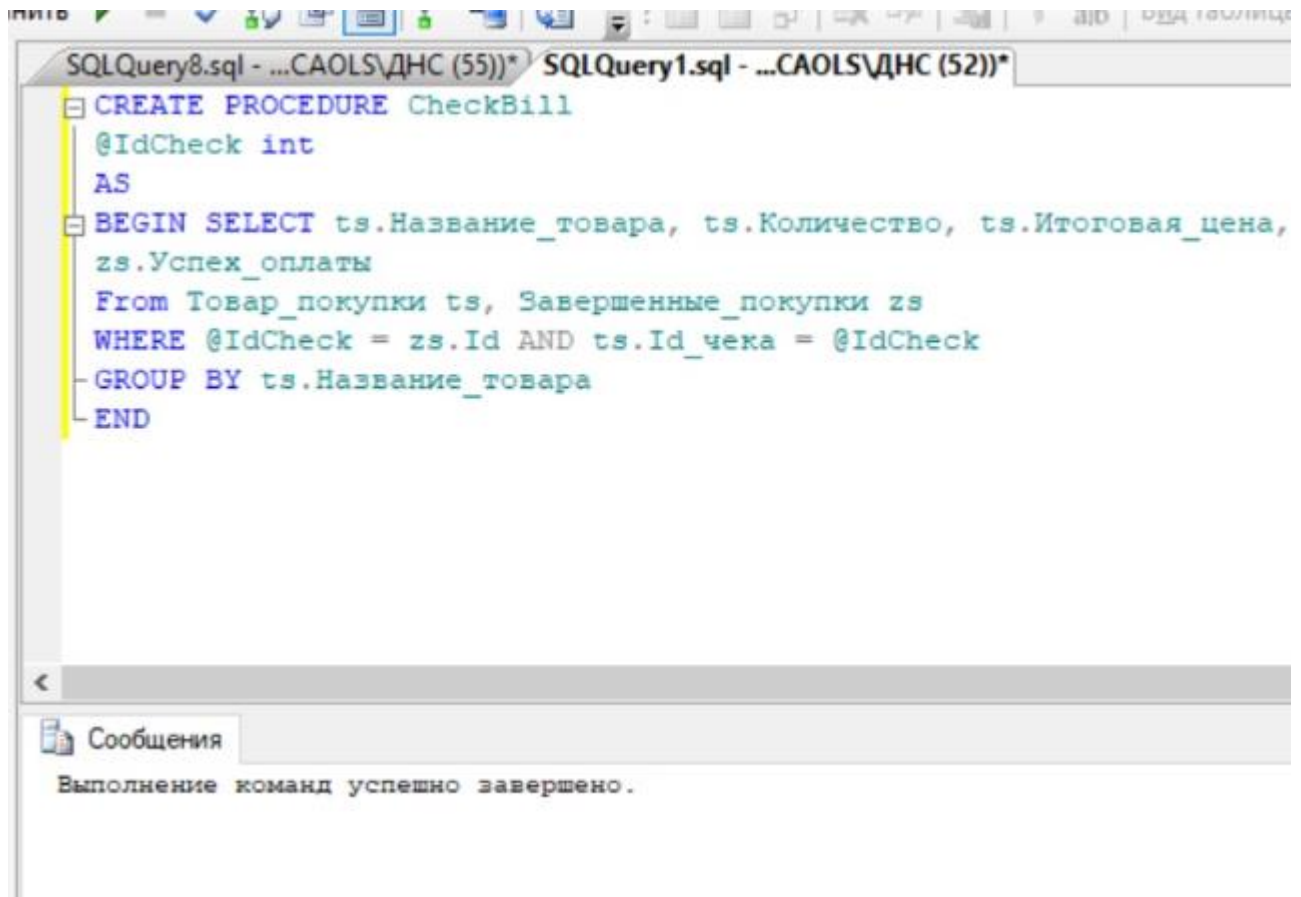 SQLQuery8.sql - ...CAOLS\ДНС (55))* SQLQuery1.sql - ...CAOLS\ДНС (52))*
CREATE PROCEDURE CheckBill
@IdCheck int
AS
BEGIN SELECT ts.Название_товара, ts.Количество, ts.Итоговая_цена,
zs.Успех_оплаты
From Товар_покупки ts, Завершенные_покупки zs
WHERE @IdCheck = zs.Id AND ts.Id_чека = @IdCheck
GROUP BY ts.Название_товара
END
Сообщения
Выполнение команд успешно завершено.